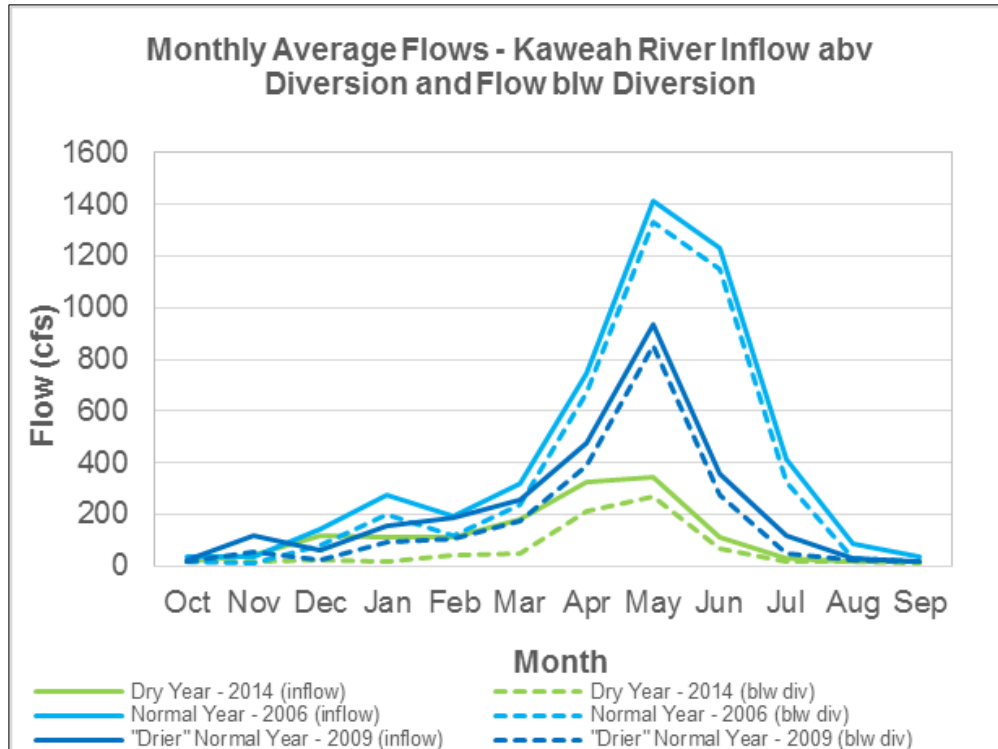 Monthly Average Flows - Kaweah River Inflow abv
Diversion and Flow blw Diversion
1600
1400
1200
1000
800
600
400
200
0
Flow (cfs)
Oct Nov Dec Jan Feb Mar Apr May Jun Jul Aug Sep
Month
Dry Year - 2014 (inflow)
Dry Year - 2014 (blw div)
Normal Year - 2006 (inflow)
Normal Year - 2006 (blw div)
"Drier" Normal Year - 2009 (inflow)
"Drier" Normal Year - 2009 (blw div)